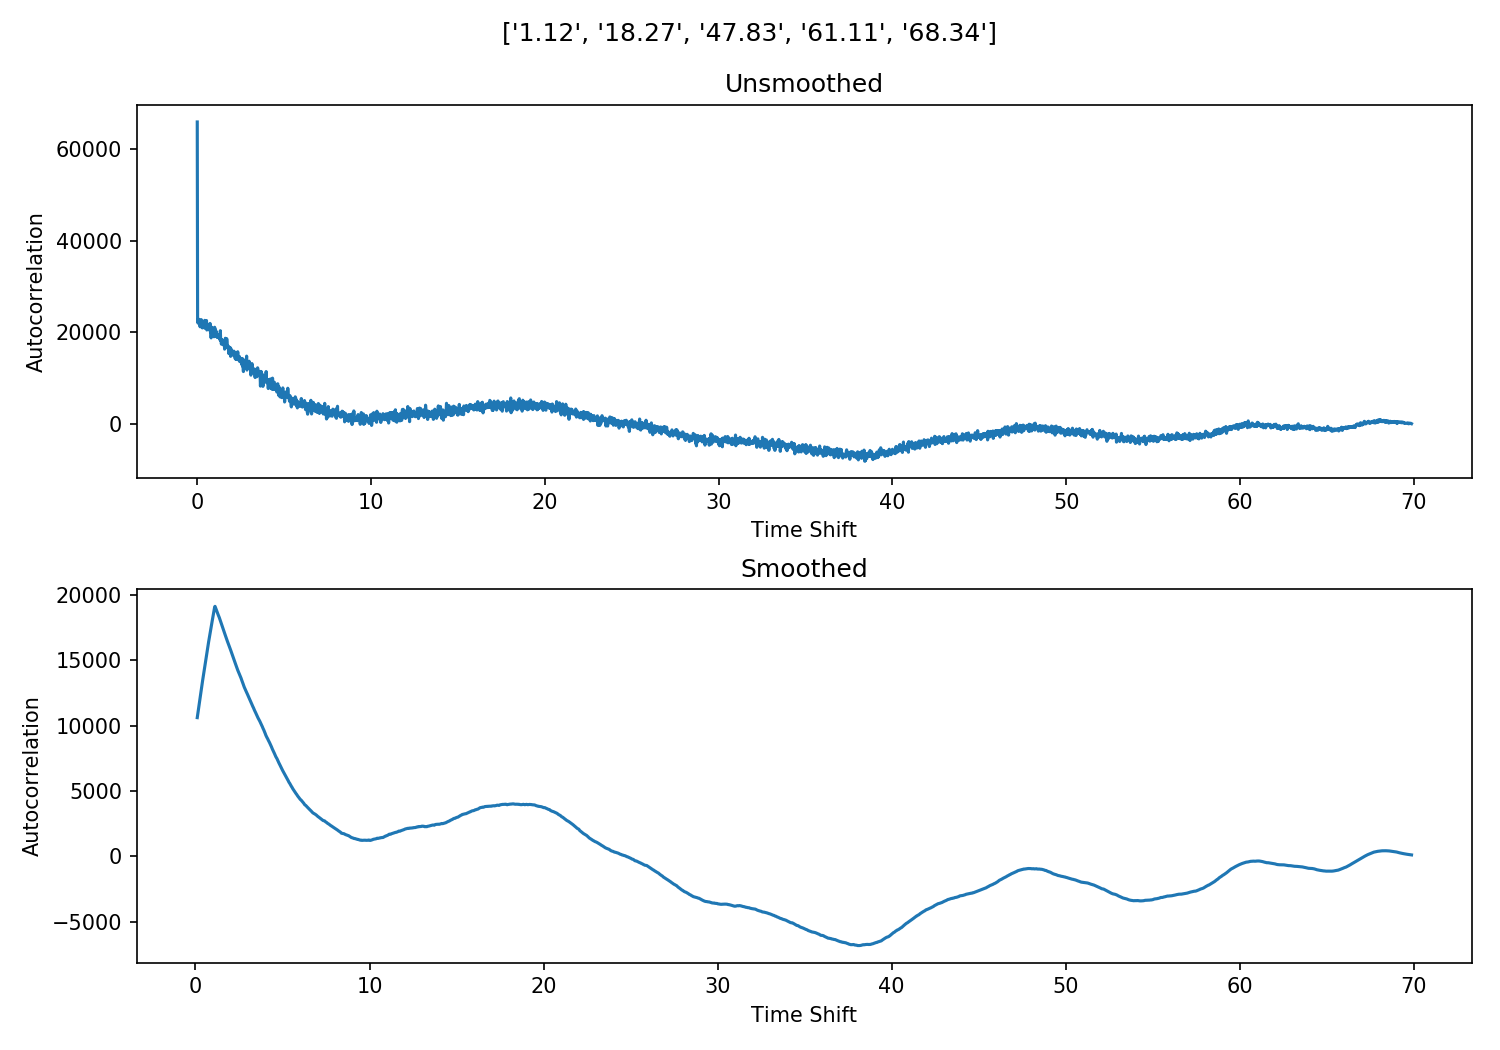 ['1.12', '18.27', '47.83', '61.11', '68.34']
Unsmoothed
60000
40000
20000
0
Autocorrelation
0 10 20 30 40 50 60 70
Time Shift
Smoothed
20000
15000
10000
5000
0
−5000
Autocorrelation
0 10 20 30 40 50 60 70
Time Shift